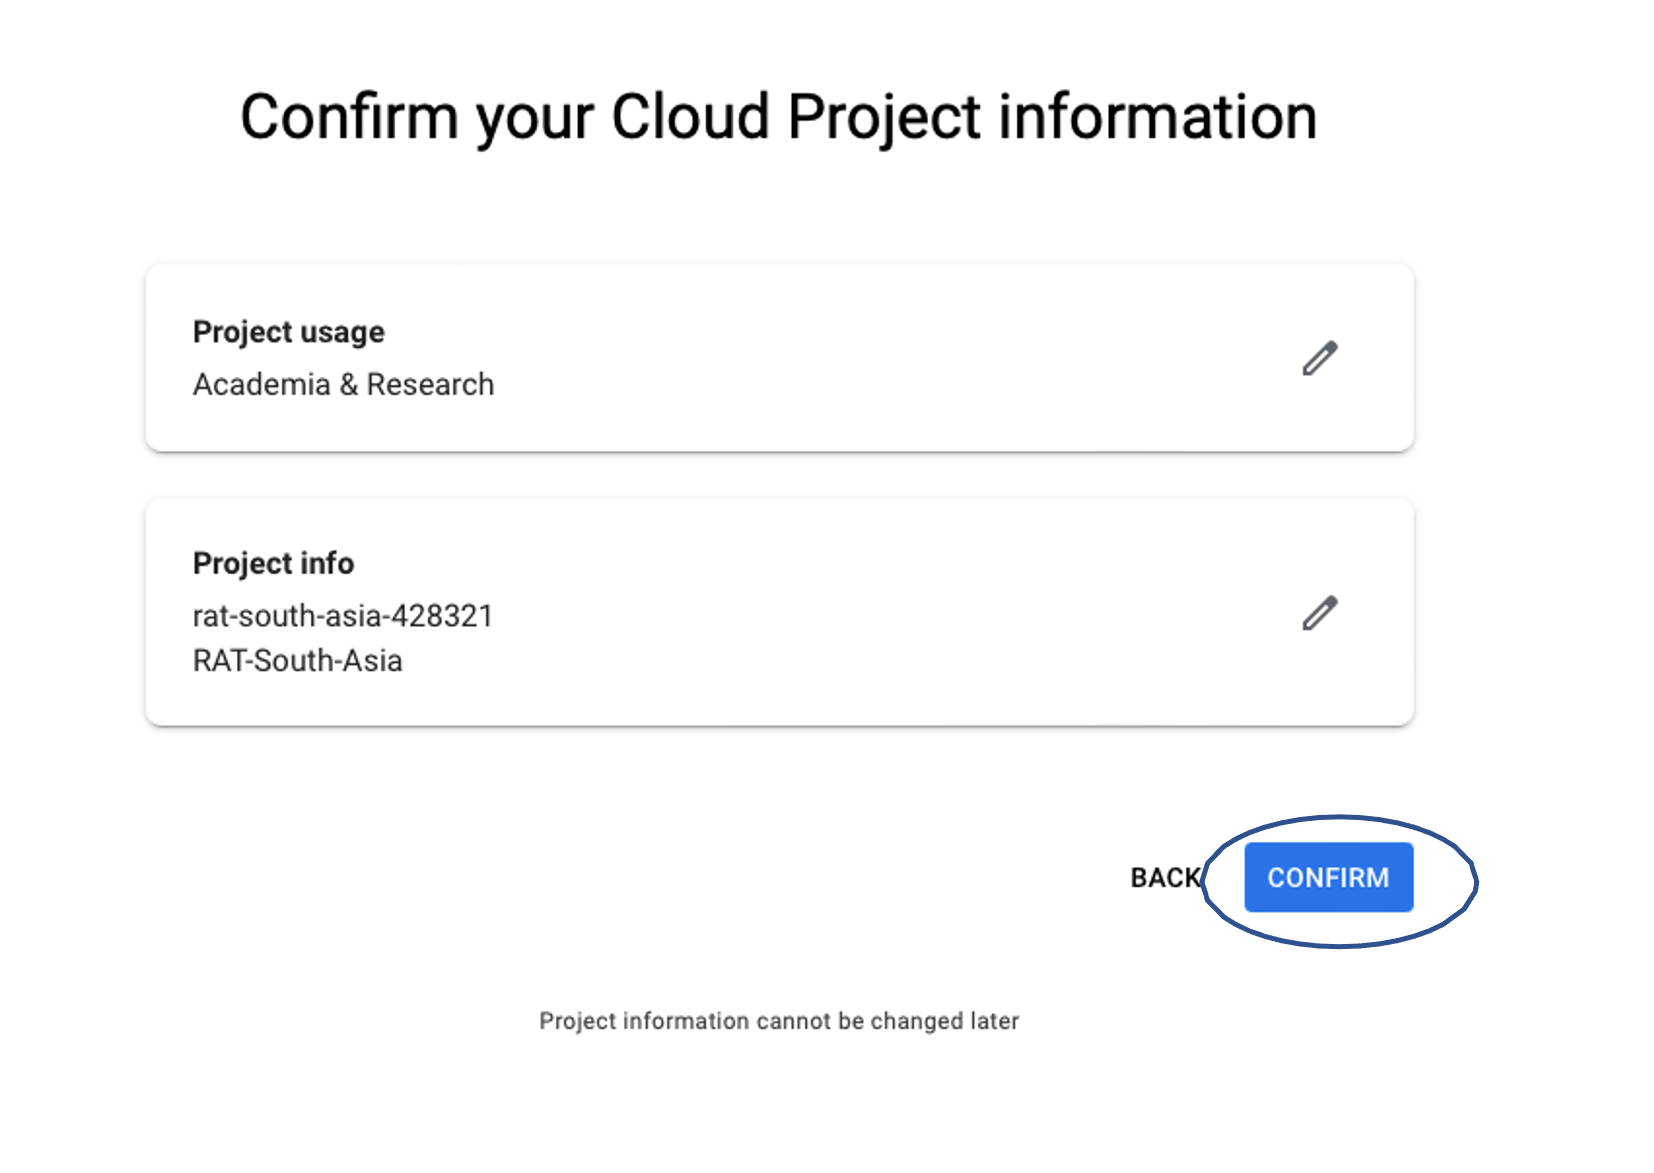 Confirm your Cloud Project information
Project usage
Academia & Research
Project info
rat-south-asia-428321
RAT-South-Asia
BACK
CONFIRM
Project information cannot be changed later